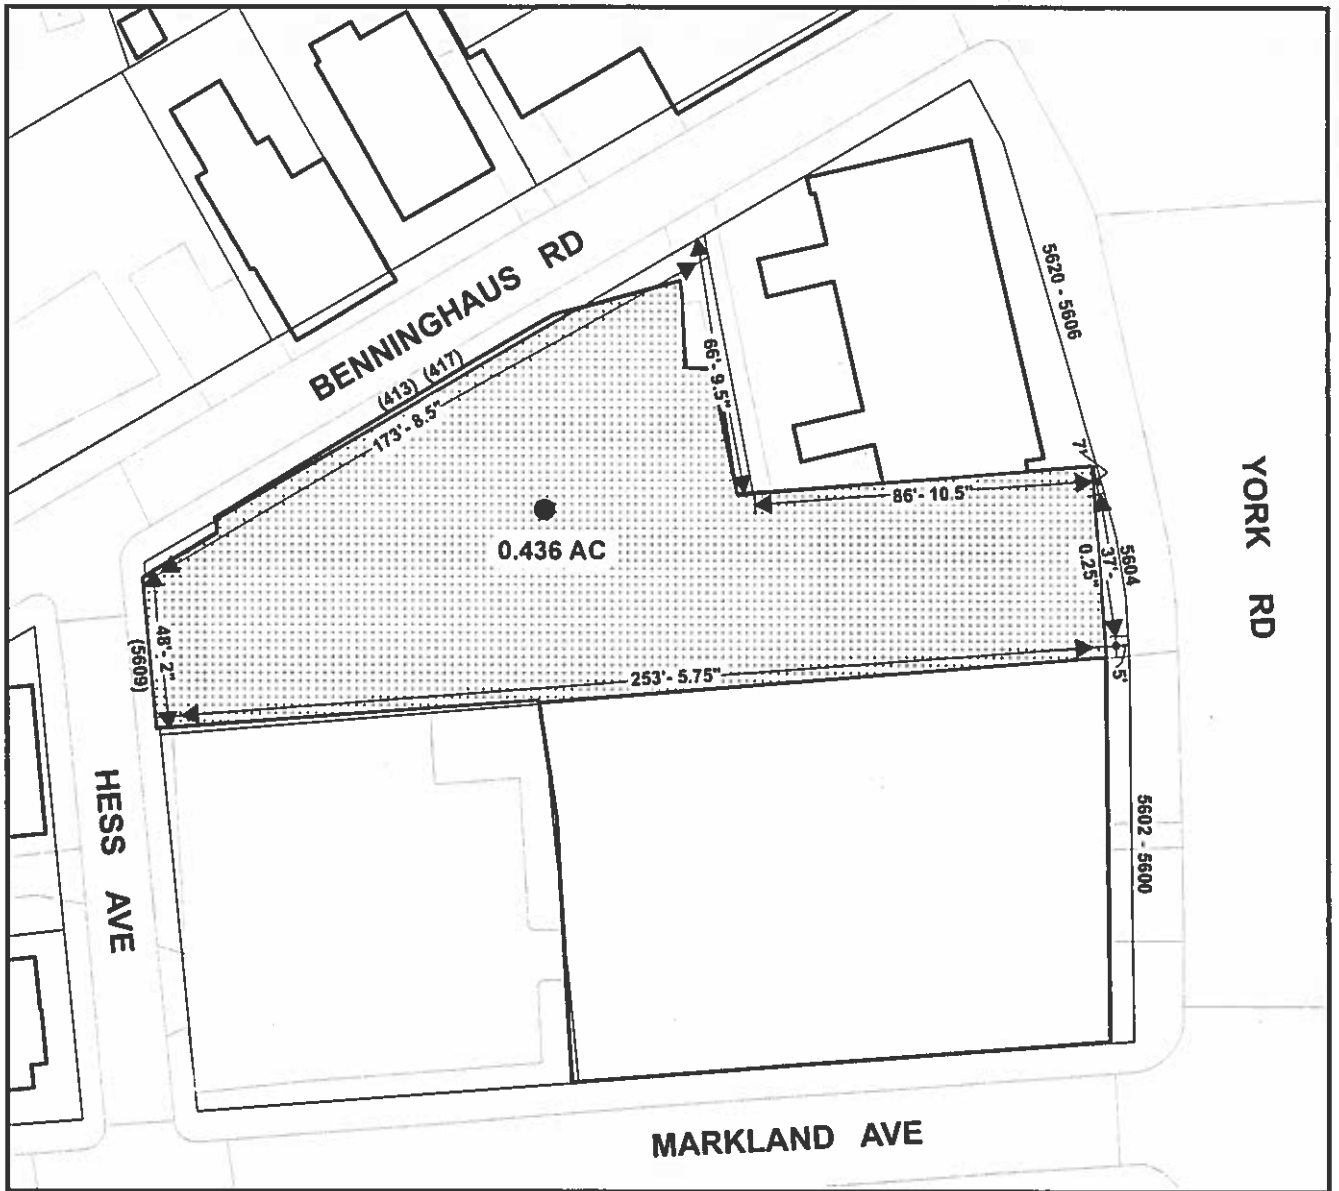 BENNINGHAUS RD
(413) (417)
173'- 8.5"
66'- 9.5"
5620 - 5606
7'
86'- 10.5"
YORK RD
0.436 AC
5604
37'-
0.25"
(5609)
48'- 2"
253'- 5.75"
5'
HESS AVE
5602 - 5600
MARKLAND AVE